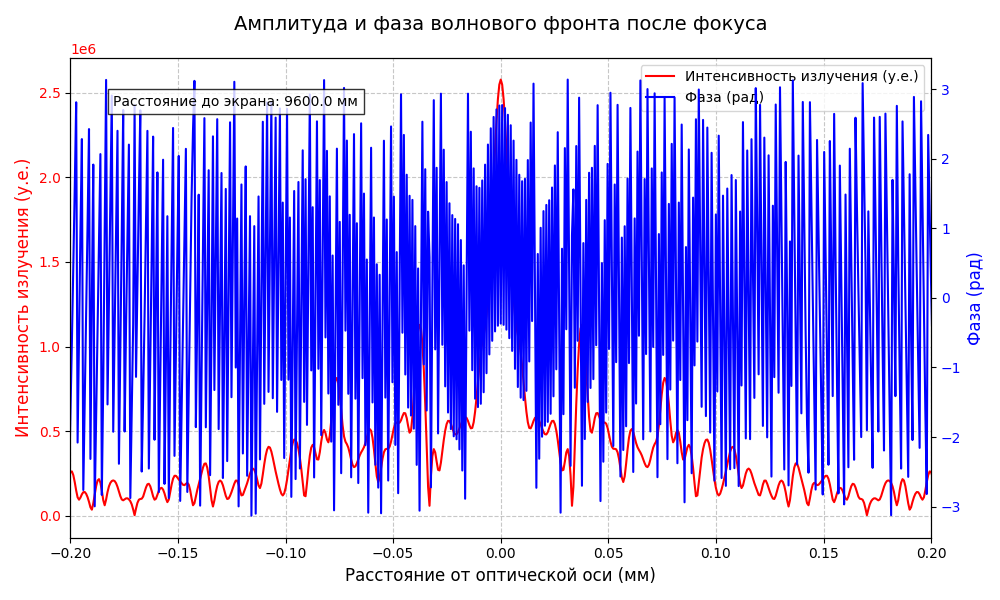 Амплитуда и фаза волнового фронта после фокуса
1e6
Интенсивность излучения (у.е.)
Фаза (рад)
Расстояние до экрана: 9600.0 мм
2.5
2.0
1.5
1.0
0.5
0.0
Интенсивность излучения (у.е.)
3
2
1
0
−1
−2
−3
Фаза (рад)
−0.20 −0.15 −0.10 −0.05 0.00 0.05 0.10 0.15 0.20
Расстояние от оптической оси (мм)